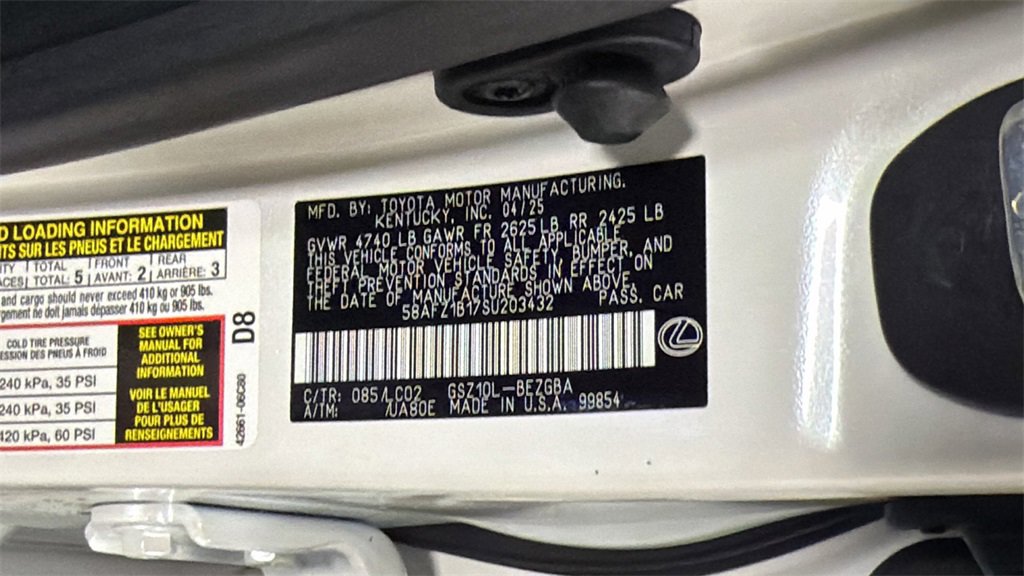 D LOADING INFORMATION
TS SUR LES PNEUS ET LE CHARGEMENT
ITY TOTAL FRONT REAR
ACES TOTAL: 5 AVANT: 2 ARRIÈRE: 3
and cargo should never exceed 410 kg or 905 lbs.
rgement ne doit jamais dépasser 410 kg ou 905 lbs.
COLD TIRE PRESSURE
ESSION DES PNEUS À FROID
240 kPa, 35 PSI
240 kPa, 35 PSI
420 kPa, 60 PSI
SEE OWNER'S
MANUAL FOR
ADDITIONAL
INFORMATION
VOIR LE MANUEL
DE L'USAGER
POUR PLUS DE
RENSEIGNEMENTS
D8
42661-06C80
MFD. BY: TOYOTA MOTOR MANUFACTURING.
KENTUCKY, INC. 04/25
GVWR 4740 LB GAWR FR 2625 LB RR 2425 LB
THIS VEHICLE CONFORMS TO ALL APPLICABLE
FEDERAL MOTOR VEHICLE SAFETY, BUMPER, AND
THEFT PREVENTION STANDARDS IN EFFECT ON
THE DATE OF MANUFACTURE SHOWN ABOVE.
58AFZ1B17SU203432 PASS. CAR
C/TR: 085/LC02 GSZ10L-BEZGBA
A/TM: /UA80E MADE IN U.S.A. 99854